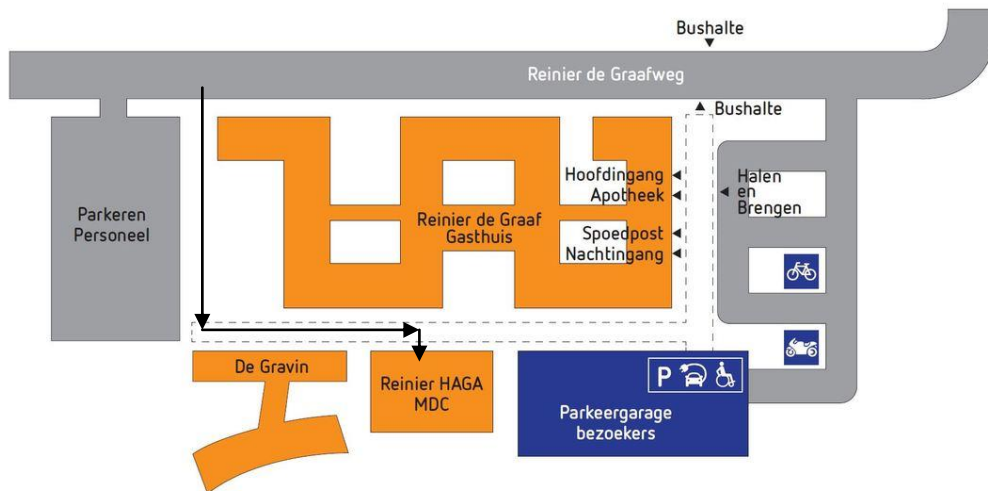 Bushalte
Reinier de Graafweg
Bushalte
Hoofdingang
Apotheek
Halen
en
Brengen
Parkeren
Personeel
Reinier de Graaf
Gasthuis
Spoedpost
Nachtingang
De Gravin
Reinier HAGA
MDC
P
Parkeergarage
bezoekers